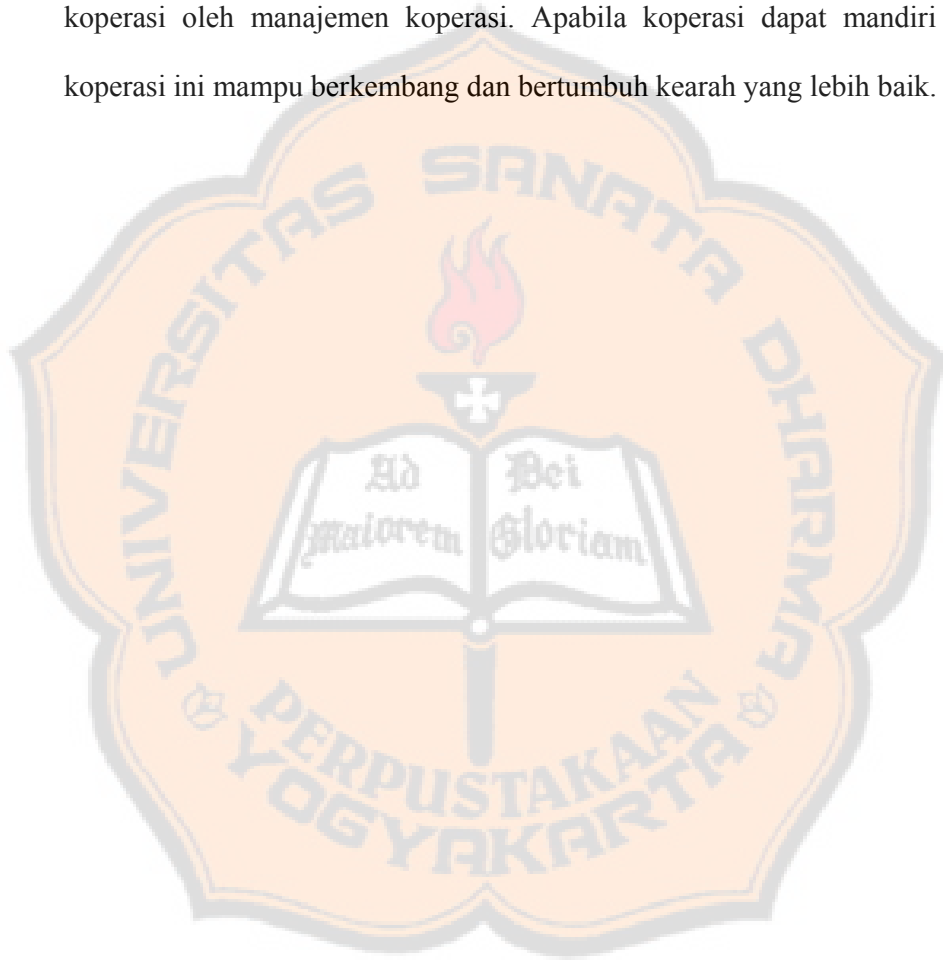 koperasi oleh manajemen koperasi. Apabila koperasi dapat mandiri
koperasi ini mampu berkembang dan bertumbuh kearah yang lebih baik.
UNIVERSITAS SANATA DHARMA
Ad Dei
Maiorem Gloriam
PERPUSTAKAAN
YOGYAKARTA